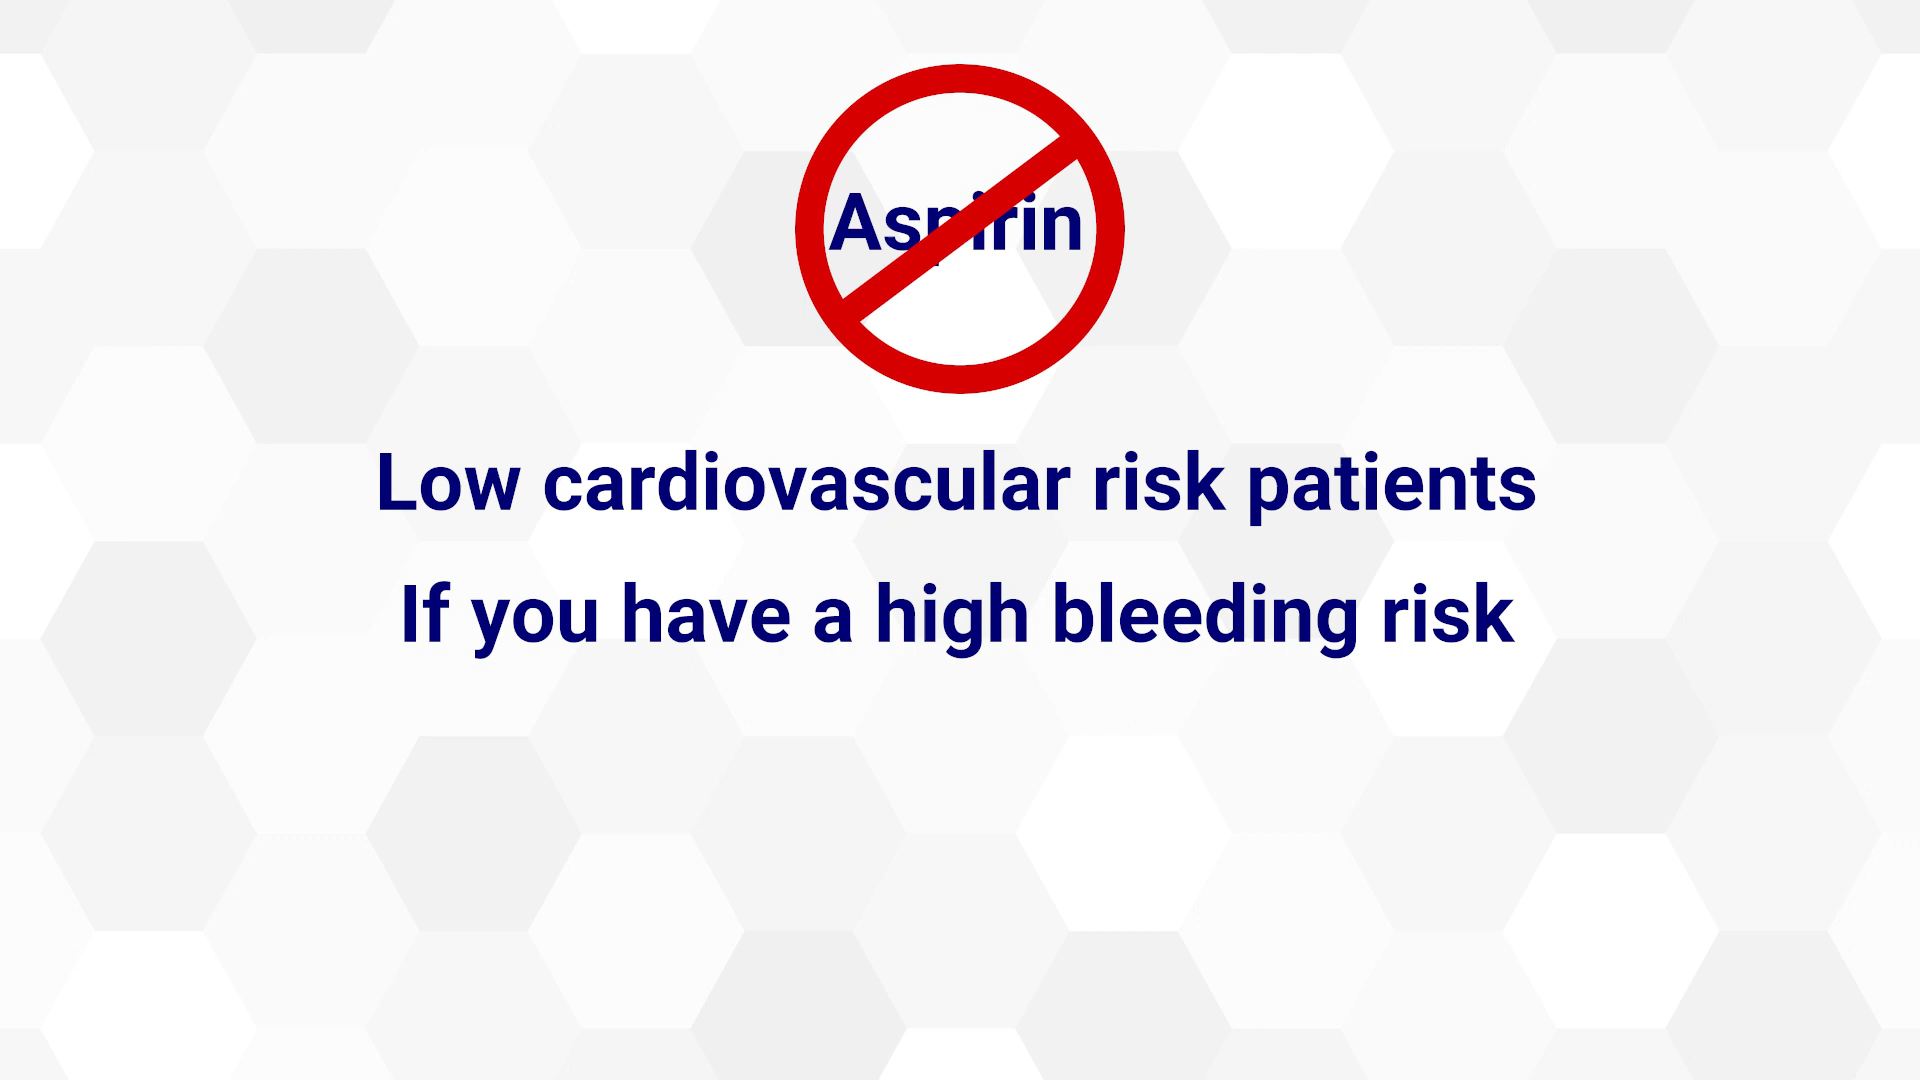 Aspirin
Low cardiovascular risk patients
If you have a high bleeding risk